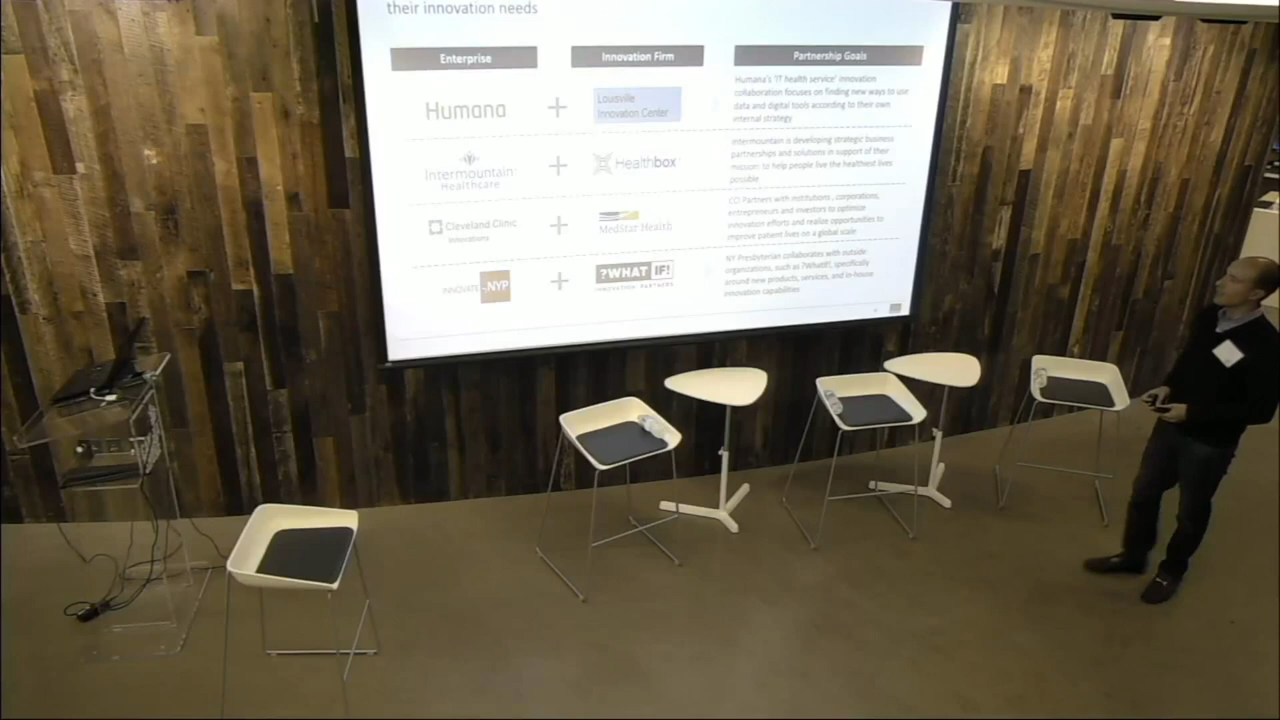 their innovation needs
Enterprise
Innovation Firm
Partnership Goals
Humana
+
Louisville
Innovation Center
Humana's 'IT health service' innovation
collaboration focuses on finding new ways to use
data and digital tools according to their own
internal strategy.
Intermountain
Healthcare
+
Healthbox
Intermountain is developing strategic business
partnerships and solutions in support of their
mission: to help people live the healthiest lives
possible
Cleveland Clinic
Innovations
+
MedStar Health
CCI Partners with institutions, corporations,
entrepreneurs and investors to optimize
innovation efforts and realize opportunities to
improve patient lives on a global scale
INNOVATE NYP
+
?WHAT IF!
INNOVATION PARTNERS
NY Presbyterian collaborates with outside
organizations, such as ?WhatIf!, specifically
around new products, services, and in-house
innovation capabilities